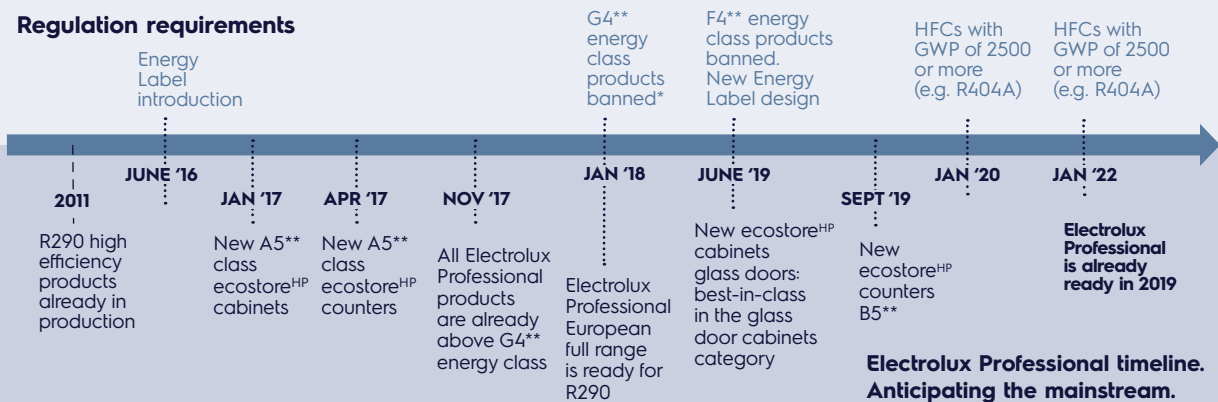 Regulation requirements
Energy
Label
introduction
G4**
energy
class
products
banned*
F4** energy
class products
banned.
New Energy
Label design
HFCs with
GWP of 2500
or more
(e.g. R404A)
HFCs with
GWP of 2500
or more
(e.g. R404A)
2011
R290 high
efficiency
products
already in
production
JUNE ‘16
JAN ‘17
New A5**
class
ecostoreHP
cabinets
APR ‘17
New A5**
class
ecostoreHP
counters
NOV ‘17
All Electrolux
Professional
products
are already
above G4**
energy class
JAN ‘18
Electrolux
Professional
European
full range
is ready for
R290
JUNE ‘19
New ecostoreHP
cabinets
glass doors:
best-in-class
in the glass
door cabinets
category
SEPT ‘19
New
ecostoreHP
counters
B5**
JAN ‘20
JAN ‘22
Electrolux
Professional
is already
ready in 2019
Electrolux Professional timeline.
Anticipating the mainstream.